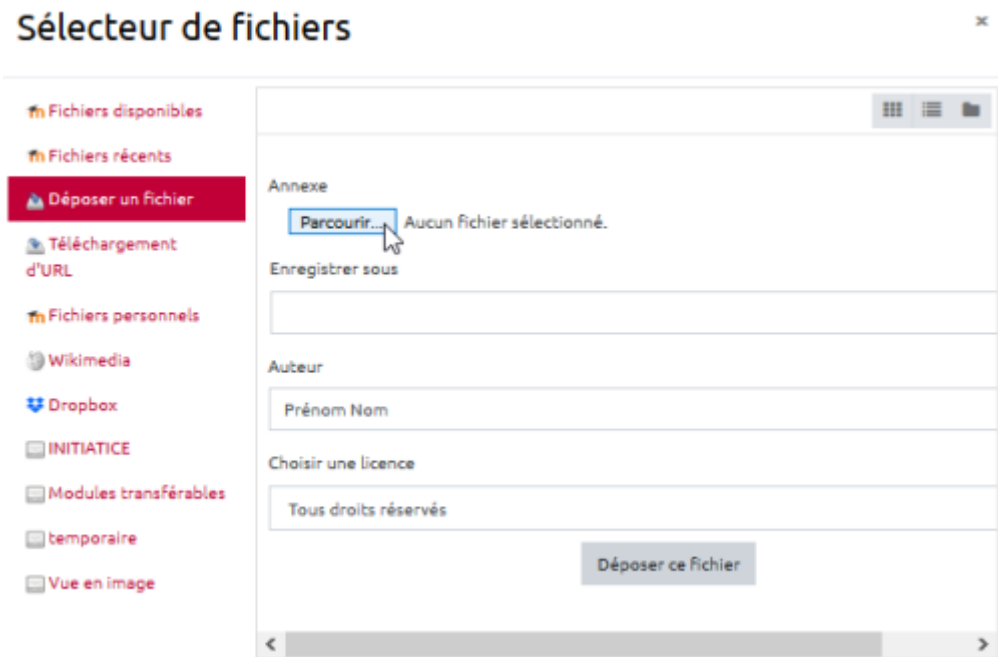 Sélecteur de fichiers
Fichiers disponibles
Fichiers récents
Déposer un fichier
Téléchargement
d'URL
Fichiers personnels
Wikimedia
Dropbox
INITIATICE
Modules transférables
temporaire
Vue en image
Annexe
Parcourir... Aucun fichier sélectionné.
Enregistrer sous
Auteur
Prénom Nom
Choisir une licence
Tous droits réservés
Déposer ce fichier